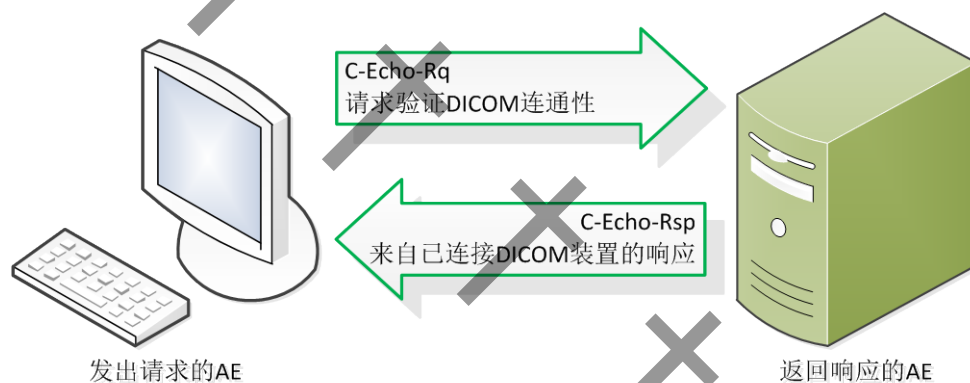 C-Echo-Rq
请求验证DICOM连通性
C-Echo-Rsp
来自已连接DICOM装置的响应
发出请求的AE
返回响应的AE